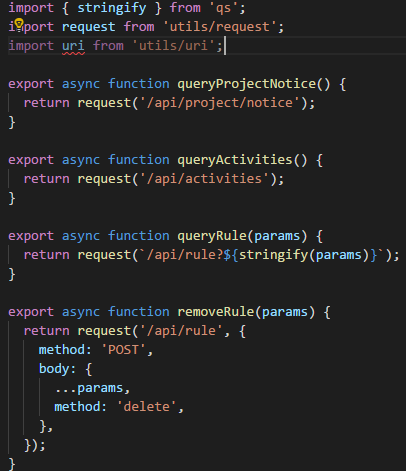 import { stringify } from 'qs';
import request from 'utils/request';
import uri from 'utils/uri';
export async function queryProjectNotice() {
return request('/api/project/notice');
}
export async function queryActivities() {
return request('/api/activities');
}
export async function queryRule(params) {
return request(`/api/rule?${stringify(params)}`);
}
export async function removeRule(params) {
return request('/api/rule', {
method: 'POST',
body: {
...params,
method: 'delete',
},
});
}